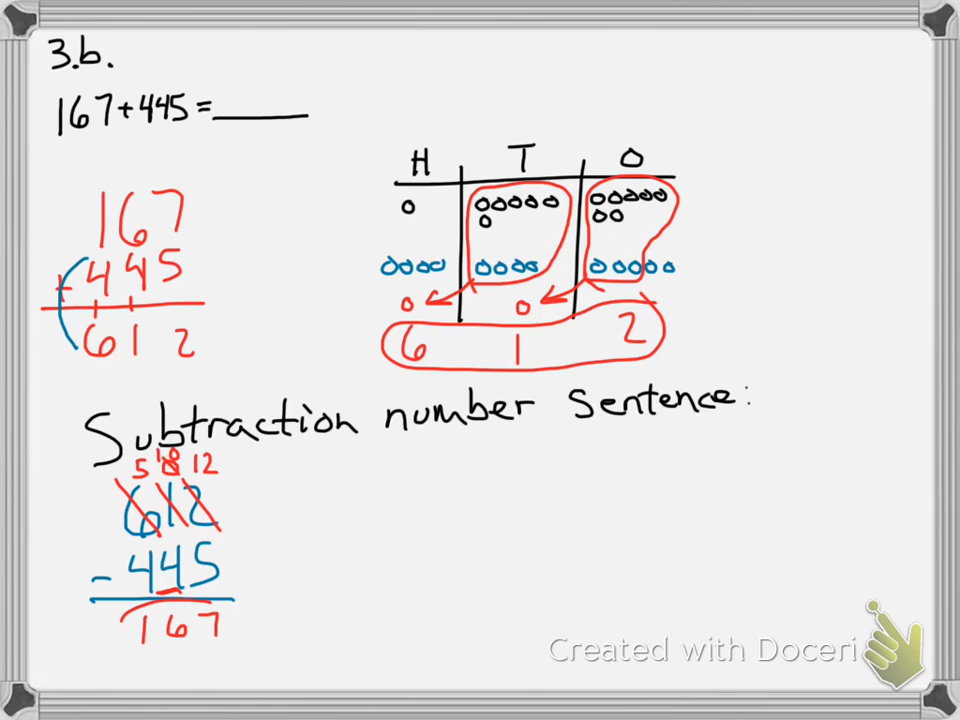 3.b.
167+445=______
H T O
167
+ 445
612
6 1 2
Subtraction number sentence:
5 12
612
- 445
167
Created with Doceri